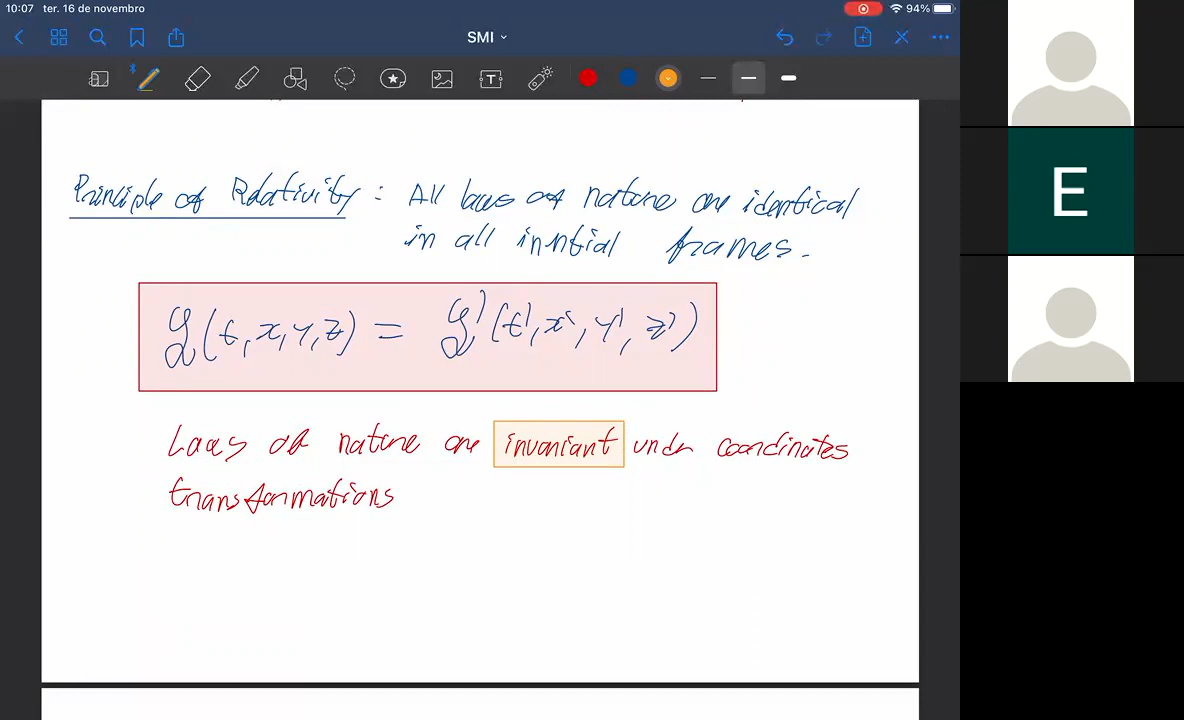 10:07 ter. 16 de novembro
94%
SMI
T
Principle of Relativity : All laws of nature are identical
in all inertial frames.
E
𝓛(t,x,y,z) = 𝓛'(t',x',y',z')
Laws of nature are invariant under coordinates
transformations